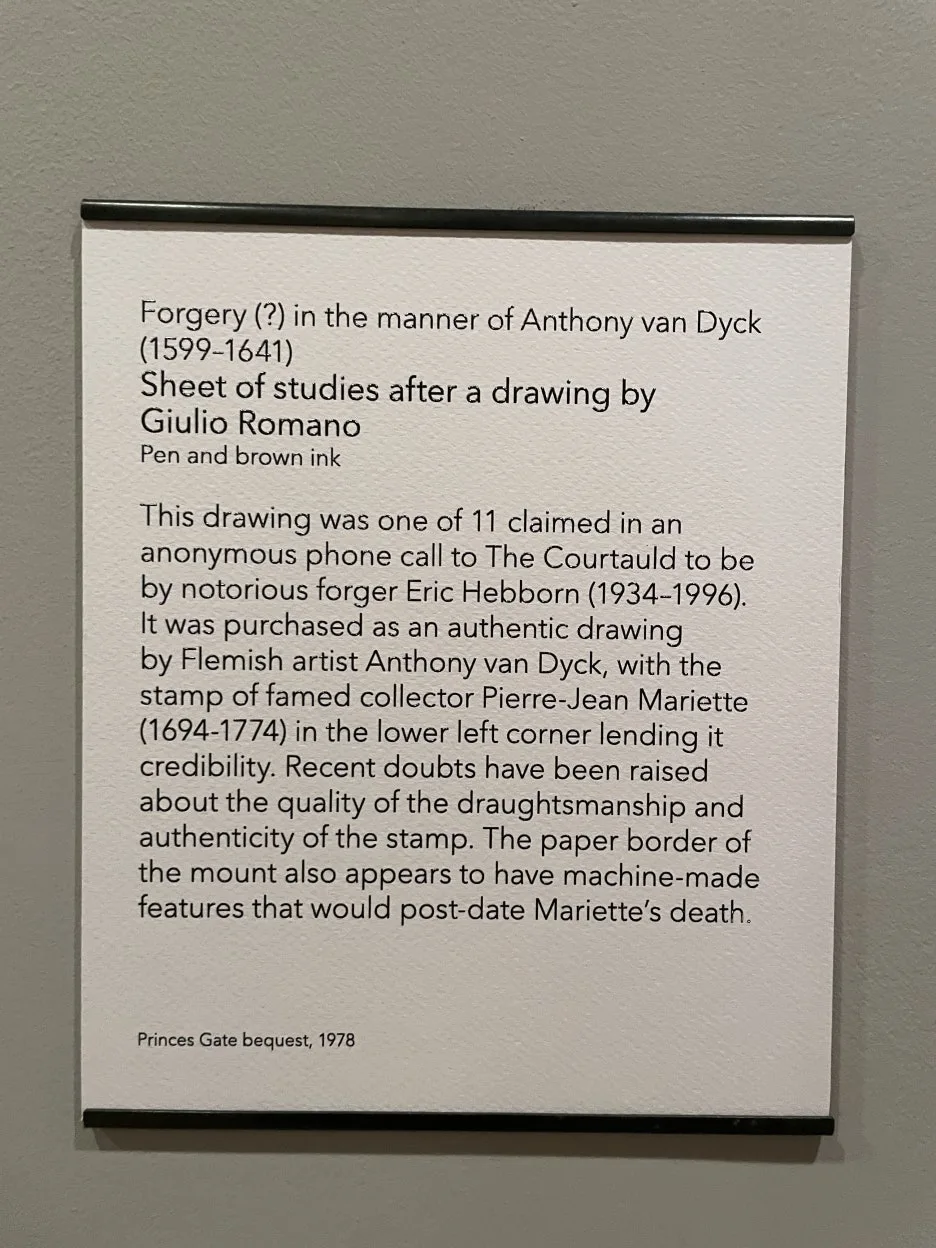 Forgery (?) in the manner of Anthony van Dyck
(1599–1641)
Sheet of studies after a drawing by
Giulio Romano
Pen and brown ink
This drawing was one of 11 claimed in an
anonymous phone call to The Courtauld to be
by notorious forger Eric Hebborn (1934–1996).
It was purchased as an authentic drawing
by Flemish artist Anthony van Dyck, with the
stamp of famed collector Pierre-Jean Mariette
(1694-1774) in the lower left corner lending it
credibility. Recent doubts have been raised
about the quality of the draughtsmanship and
authenticity of the stamp. The paper border of
the mount also appears to have machine-made
features that would post-date Mariette’s death.
Princes Gate bequest, 1978